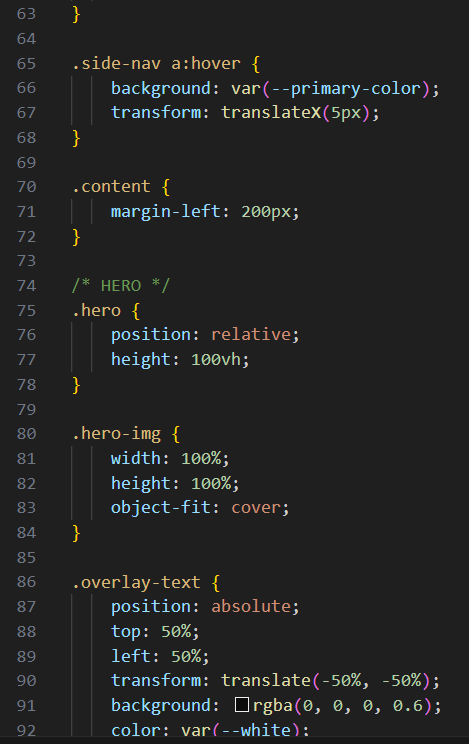 63 }
64
65 .side-nav a:hover {
66     background: var(--primary-color);
67     transform: translateX(5px);
68 }
69
70 .content {
71     margin-left: 200px;
72 }
73
74 /* HERO */
75 .hero {
76     position: relative;
77     height: 100vh;
78 }
79
80 .hero-img {
81     width: 100%;
82     height: 100%;
83     object-fit: cover;
84 }
85
86 .overlay-text {
87     position: absolute;
88     top: 50%;
89     left: 50%;
90     transform: translate(-50%, -50%);
91     background: rgba(0, 0, 0, 0.6);
92     color: var(--white);